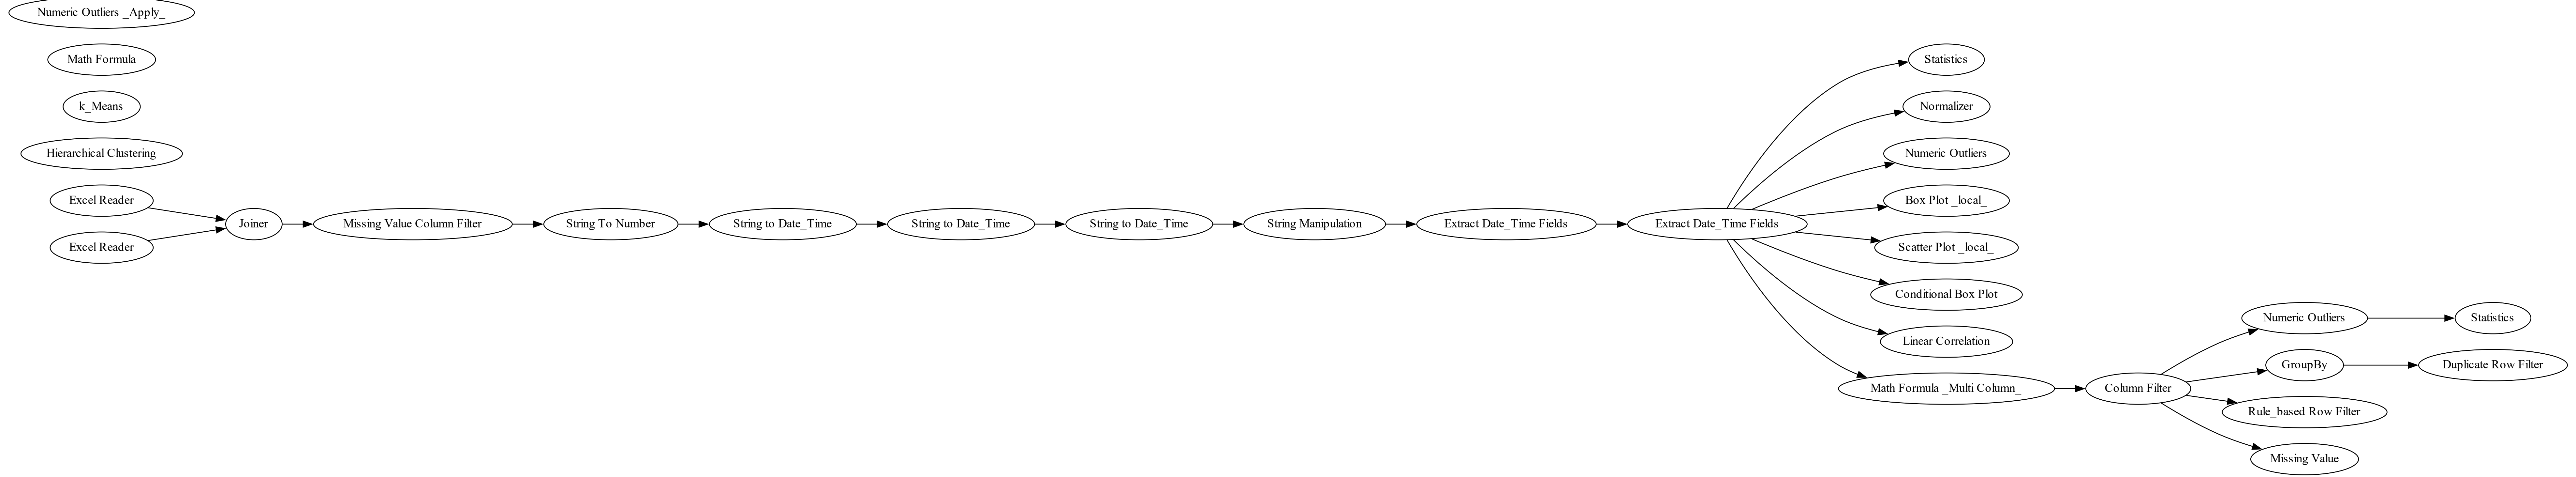 Numeric Outliers _Apply_
Math Formula
k_Means
Hierarchical Clustering
Excel Reader
Excel Reader
Joiner
Missing Value Column Filter
String To Number
String to Date_Time
String to Date_Time
String to Date_Time
String Manipulation
Extract Date_Time Fields
Extract Date_Time Fields
Statistics
Normalizer
Numeric Outliers
Box Plot _local_
Scatter Plot _local_
Conditional Box Plot
Linear Correlation
Math Formula _Multi Column_
Column Filter
Numeric Outliers
GroupBy
Rule_based Row Filter
Missing Value
Statistics
Duplicate Row Filter